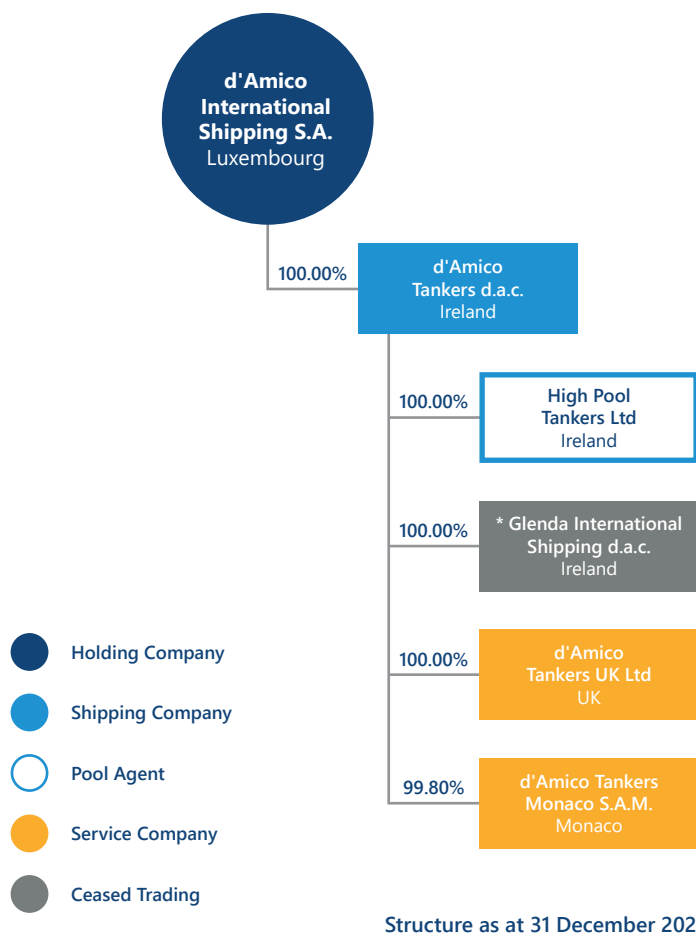 d'Amico
International
Shipping S.A.
Luxembourg
100.00%
d'Amico
Tankers d.a.c.
Ireland
100.00%
High Pool
Tankers Ltd
Ireland
100.00%
* Glenda International
Shipping d.a.c.
Ireland
100.00%
d'Amico
Tankers UK Ltd
UK
99.80%
d'Amico Tankers
Monaco S.A.M.
Monaco
Holding Company
Shipping Company
Pool Agent
Service Company
Ceased Trading
Structure as at 31 December 202